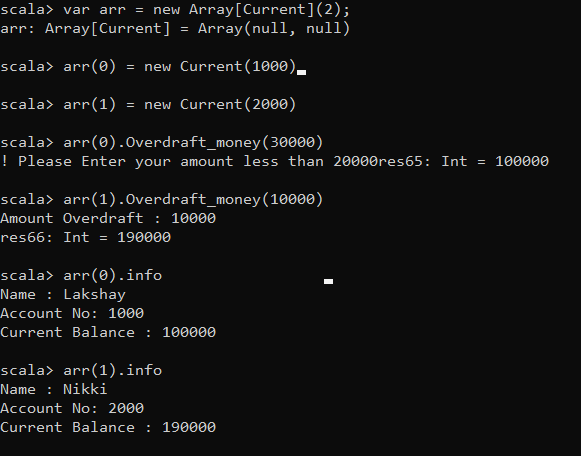 scala> var arr = new Array[Current](2);
arr: Array[Current] = Array(null, null)
scala> arr(0) = new Current(1000)
scala> arr(1) = new Current(2000)
scala> arr(0).Overdraft_money(30000)
! Please Enter your amount less than 20000res65: Int = 100000
scala> arr(1).Overdraft_money(10000)
Amount Overdraft : 10000
res66: Int = 190000
scala> arr(0).info
Name : Lakshay
Account No: 1000
Current Balance : 100000
scala> arr(1).info
Name : Nikki
Account No: 2000
Current Balance : 190000